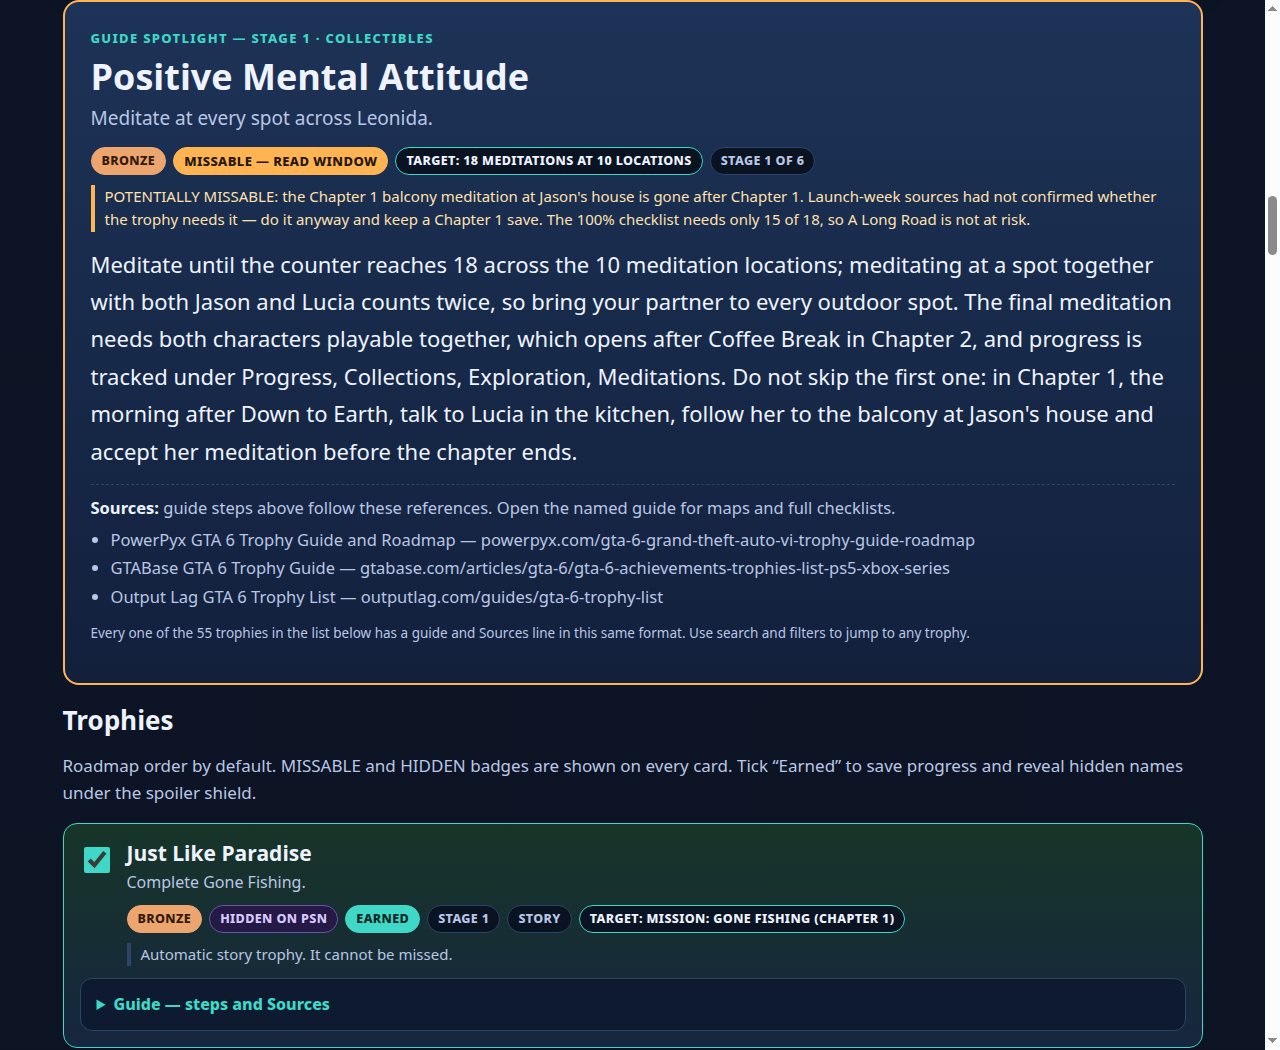 GUIDE SPOTLIGHT — STAGE 1 · COLLECTIBLES
Positive Mental Attitude
Meditate at every spot across Leonida.
BRONZE MISSABLE — READ WINDOW TARGET: 18 MEDITATIONS AT 10 LOCATIONS STAGE 1 OF 6
POTENTIALLY MISSABLE: the Chapter 1 balcony meditation at Jason's house is gone after Chapter 1. Launch-week sources had not confirmed whether
the trophy needs it — do it anyway and keep a Chapter 1 save. The 100% checklist needs only 15 of 18, so A Long Road is not at risk.
Meditate until the counter reaches 18 across the 10 meditation locations; meditating at a spot together
with both Jason and Lucia counts twice, so bring your partner to every outdoor spot. The final meditation
needs both characters playable together, which opens after Coffee Break in Chapter 2, and progress is
tracked under Progress, Collections, Exploration, Meditations. Do not skip the first one: in Chapter 1, the
morning after Down to Earth, talk to Lucia in the kitchen, follow her to the balcony at Jason's house and
accept her meditation before the chapter ends.
Sources: guide steps above follow these references. Open the named guide for maps and full checklists.
• PowerPyx GTA 6 Trophy Guide and Roadmap — powerpyx.com/gta-6-grand-theft-auto-vi-trophy-guide-roadmap
• GTABase GTA 6 Trophy Guide — gtabase.com/articles/gta-6/gta-6-achievements-trophies-list-ps5-xbox-series
• Output Lag GTA 6 Trophy List — outputlag.com/guides/gta-6-trophy-list
Every one of the 55 trophies in the list below has a guide and Sources line in this same format. Use search and filters to jump to any trophy.
Trophies
Roadmap order by default. MISSABLE and HIDDEN badges are shown on every card. Tick “Earned” to save progress and reveal hidden names
under the spoiler shield.
Just Like Paradise
Complete Gone Fishing.
BRONZE HIDDEN ON PSN EARNED STAGE 1 STORY TARGET: MISSION: GONE FISHING (CHAPTER 1)
Automatic story trophy. It cannot be missed.
Guide — steps and Sources